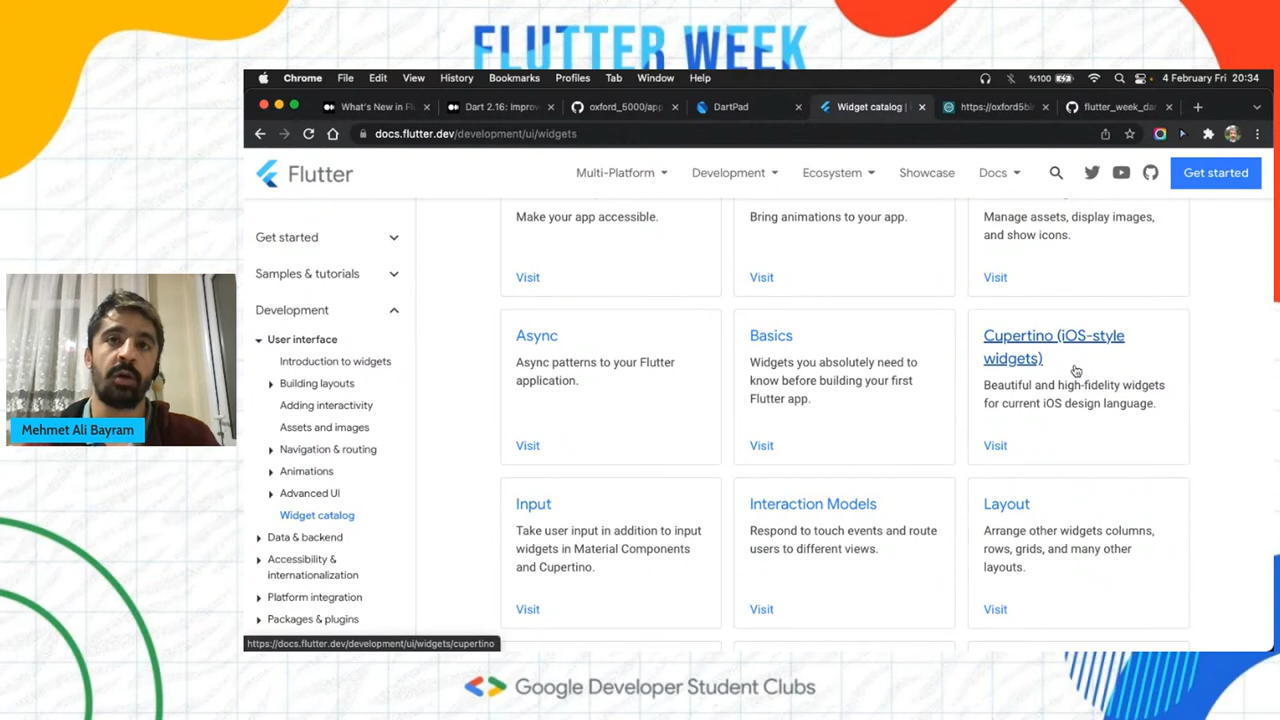 FLUTTER WEEK
Chrome File Edit View History Bookmarks Profiles Tab Window Help %100 4 February Fri 20:34
What's New in Fl
Dart 2.16: Improv
oxford_5000/app
DartPad
Widget catalog |
https://oxford5bir
flutter_week_dar
docs.flutter.dev/development/ui/widgets
Flutter
Multi-Platform Development Ecosystem Showcase Docs Get started
Get started
Samples & tutorials
Development
User interface
Introduction to widgets
Building layouts
Adding interactivity
Assets and images
Navigation & routing
Animations
Advanced UI
Widget catalog
Data & backend
Accessibility &
internationalization
Platform integration
Packages & plugins
https://docs.flutter.dev/development/ui/widgets/cupertino
Make your app accessible.
Visit
Bring animations to your app.
Visit
Manage assets, display images,
and show icons.
Visit
Async
Async patterns to your Flutter
application.
Visit
Basics
Widgets you absolutely need to
know before building your first
Flutter app.
Visit
Cupertino (iOS-style
widgets)
Beautiful and high-fidelity widgets
for current iOS design language.
Visit
Input
Take user input in addition to input
widgets in Material Components
and Cupertino.
Visit
Interaction Models
Respond to touch events and route
users to different views.
Visit
Layout
Arrange other widgets columns,
rows, grids, and many other
layouts.
Visit
Mehmet Ali Bayram
Google Developer Student Clubs